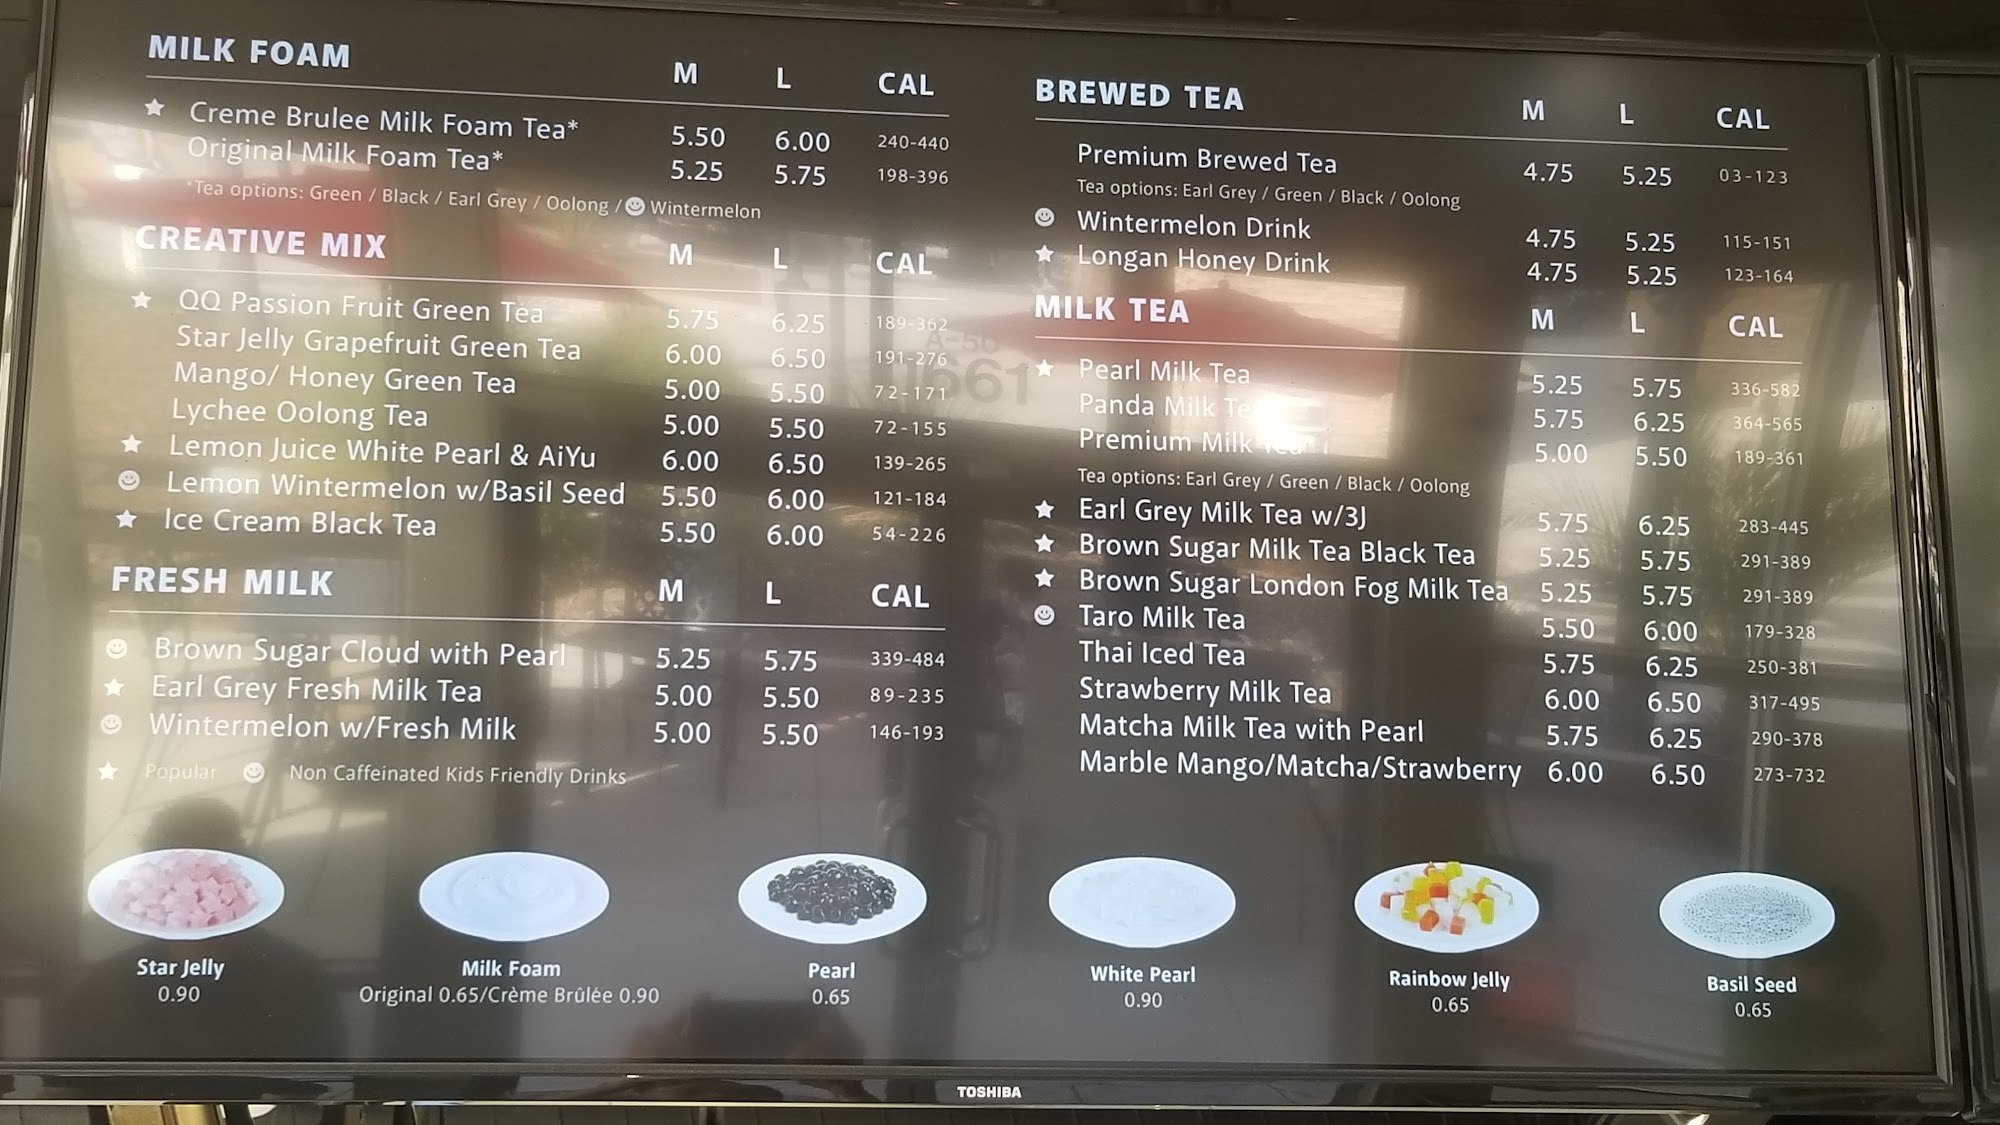 MILK FOAM M L CAL
★ Creme Brulee Milk Foam Tea* 5.50 6.00 240-440
Original Milk Foam Tea* 5.25 5.75 198-396
*Tea options: Green / Black / Earl Grey / Oolong / Wintermelon
CREATIVE MIX M L CAL
★ QQ Passion Fruit Green Tea 5.75 6.25 189-362
Star Jelly Grapefruit Green Tea 6.00 6.50 191-276
Mango/ Honey Green Tea 5.00 5.50 72-171
Lychee Oolong Tea 5.00 5.50 72-155
★ Lemon Juice White Pearl & AiYu 6.00 6.50 139-265
Lemon Wintermelon w/Basil Seed 5.50 6.00 121-184
★ Ice Cream Black Tea 5.50 6.00 54-226
FRESH MILK M L CAL
Brown Sugar Cloud with Pearl 5.25 5.75 339-484
★ Earl Grey Fresh Milk Tea 5.00 5.50 89-235
Wintermelon w/Fresh Milk 5.00 5.50 146-193
★ Popular Non Caffeinated Kids Friendly Drinks
BREWED TEA M L CAL
Premium Brewed Tea 4.75 5.25 03-123
Tea options: Earl Grey / Green / Black / Oolong
Wintermelon Drink 4.75 5.25 115-151
★ Longan Honey Drink 4.75 5.25 123-164
MILK TEA M L CAL
★ Pearl Milk Tea 5.25 5.75 336-582
Panda Milk Tea 5.75 6.25 364-565
Premium Milk Tea* 5.00 5.50 189-361
Tea options: Earl Grey / Green / Black / Oolong
★ Earl Grey Milk Tea w/3J 5.75 6.25 283-445
★ Brown Sugar Milk Tea Black Tea 5.25 5.75 291-389
★ Brown Sugar London Fog Milk Tea 5.25 5.75 291-389
Taro Milk Tea 5.50 6.00 179-328
Thai Iced Tea 5.75 6.25 250-381
Strawberry Milk Tea 6.00 6.50 317-495
Matcha Milk Tea with Pearl 5.75 6.25 290-378
Marble Mango/Matcha/Strawberry 6.00 6.50 273-732
Star Jelly
0.90
Milk Foam
Original 0.65/Crème Brûlée 0.90
Pearl
0.65
White Pearl
0.90
Rainbow Jelly
0.65
Basil Seed
0.65
TOSHIBA